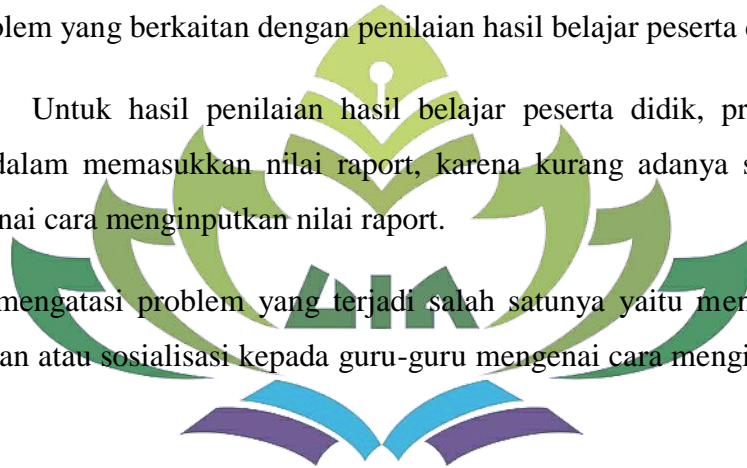 olem yang berkaitan dengan penilaian hasil belajar peserta
Untuk hasil penilaian hasil belajar peserta didik, pr
dalam memasukkan nilai raport, karena kurang adanya s
nai cara menginputkan nilai raport.
mengatasi problem yang terjadi salah satunya yaitu men
an atau sosialisasi kepada guru-guru mengenai cara mengi